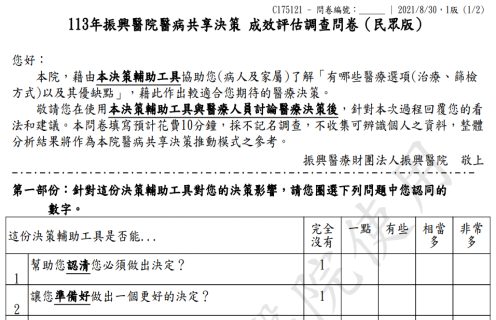 C17512I - 問卷編號：_____ | 2021/8/30，1版 (1/2)
113年振興醫院醫病共享決策 成效評估調查問卷（民眾版）
您好：
本院，藉由本決策輔助工具協助您(病人及家屬)了解「有哪些醫療選項(治療、篩檢
方式)以及其優缺點」，藉此作出較適合您期待的醫療決策。
敬請您在使用本決策輔助工具與醫療人員討論醫療決策後，針對本次過程回覆您的看
法和建議。本問卷填寫預計花費10分鐘，採不記名調查，不收集可辨識個人之資料，整體
分析結果將作為本院醫病共享決策推動模式之參考。
振興醫療財團法人振興醫院 敬上
第一部份：針對這份決策輔助工具對您的決策影響，請您圈選下列問題中您認同的
數字。
這份決策輔助工具是否能... 完全沒有 一點 有些 相當多 非常多
1 幫助您認清您必須做出決定？ 1
2 讓您準備好做出一個更好的決定？ 1
院使用